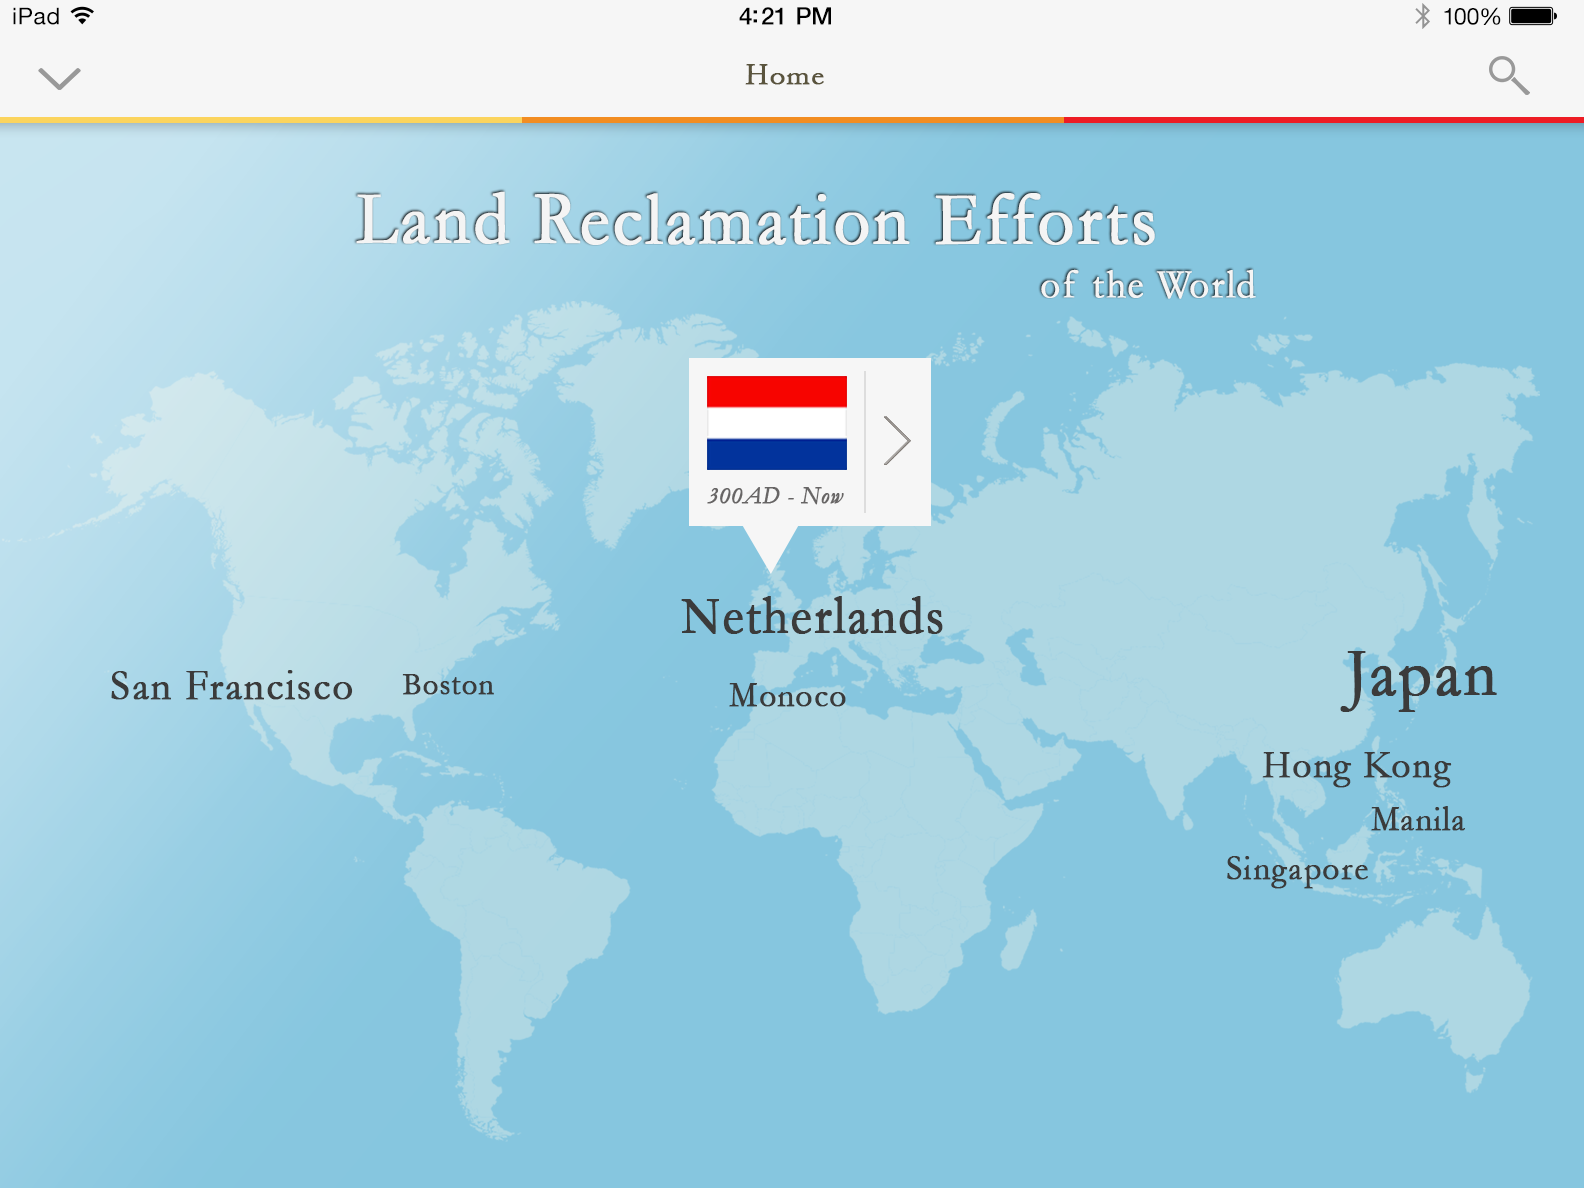 iPad
4:21 PM
100%
Home
Land Reclamation Efforts
of the World
300AD - Now
Netherlands
San Francisco
Boston
Monoco
Japan
Hong Kong
Manila
Singapore